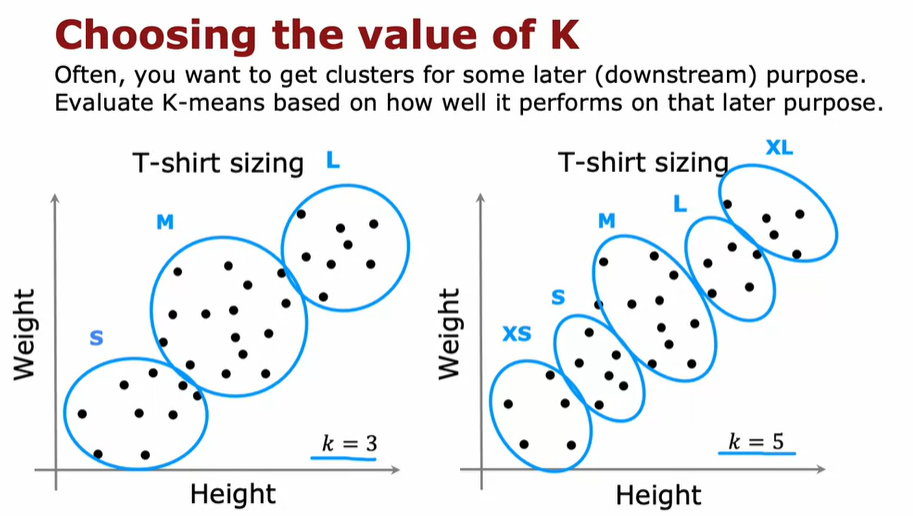 Choosing the value of K
Often, you want to get clusters for some later (downstream) purpose.
Evaluate K-means based on how well it performs on that later purpose.
T-shirt sizing
L
M
S
Weight
k = 3
Height
T-shirt sizing
XL
L
M
S
XS
Weight
k = 5
Height